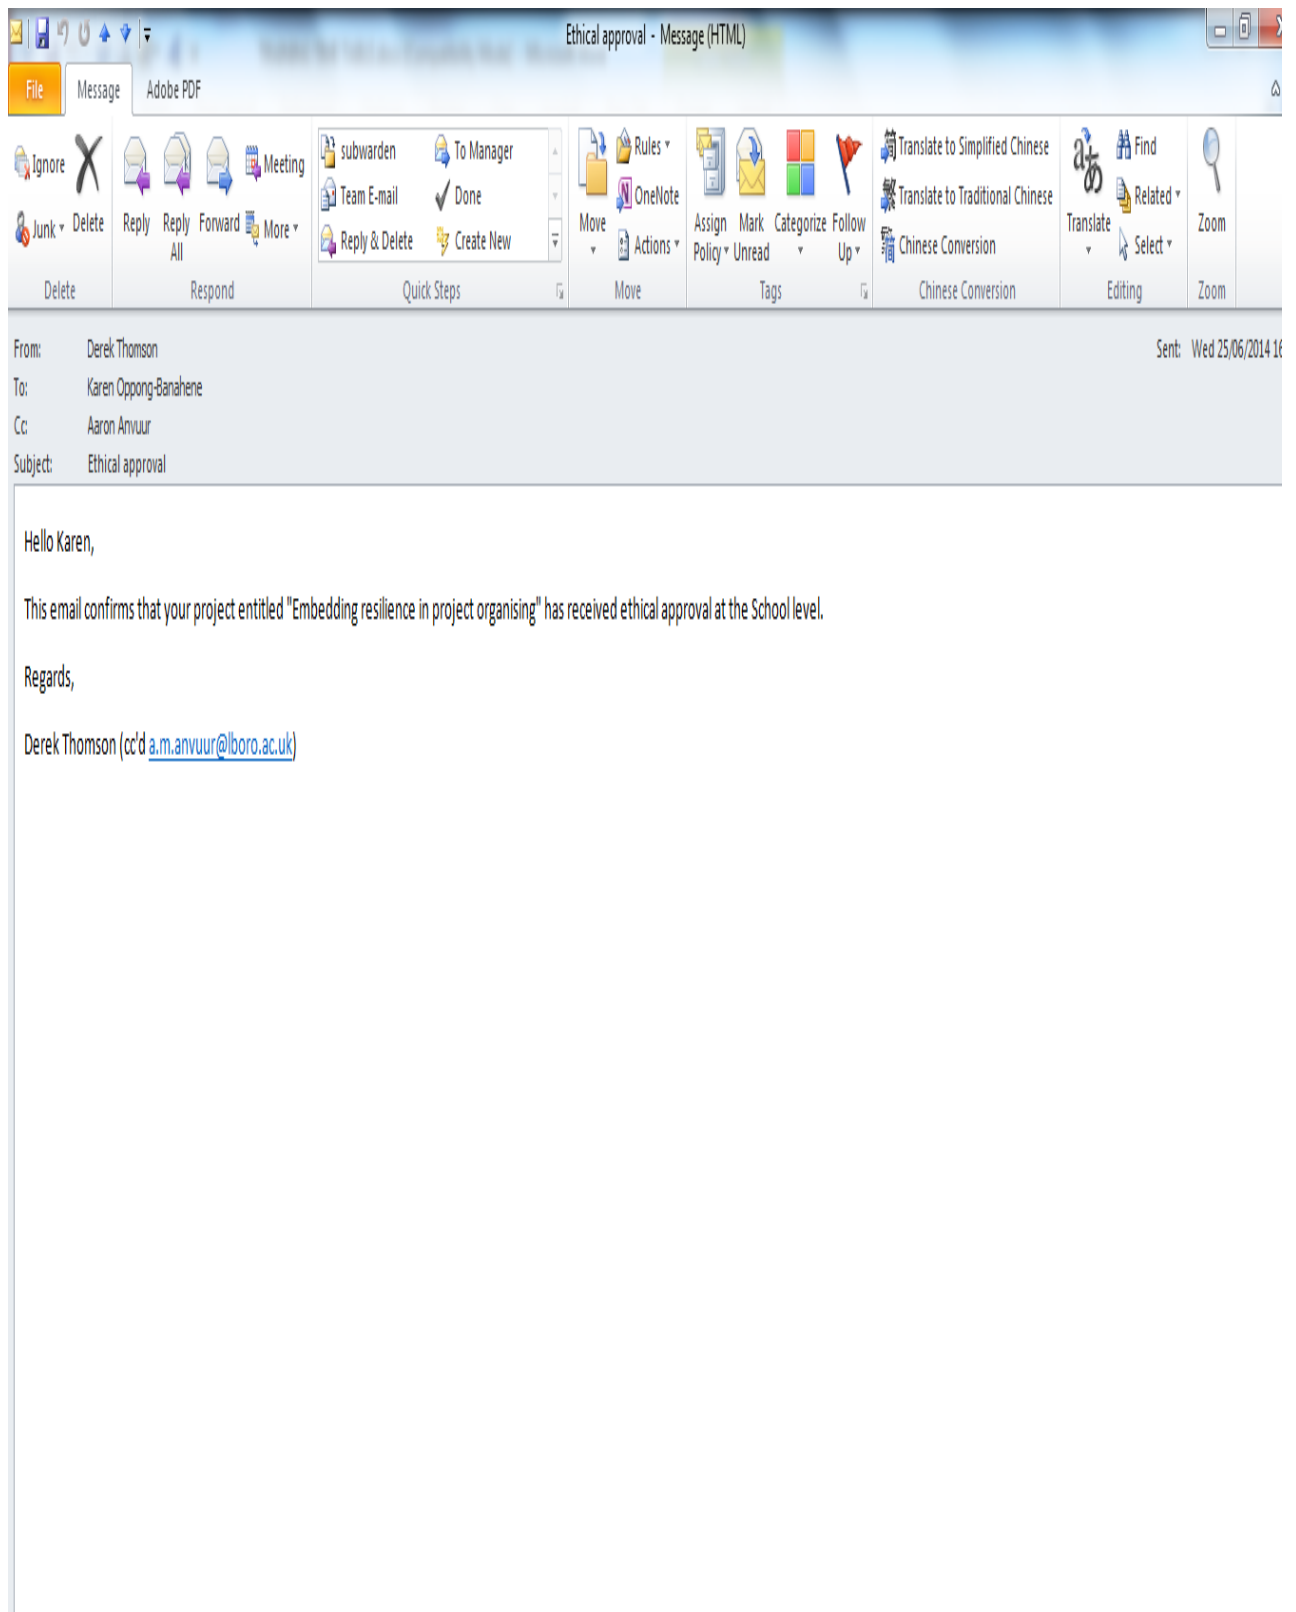 Ethical approval - Message (HTML)
File Message Adobe PDF
Ignore
Junk
Delete
Reply
Reply All
Forward
Meeting
More
subwarden
Team E-mail
Reply & Delete
To Manager
Done
Create New
Move
Rules
OneNote
Actions
Assign Policy
Mark Unread
Categorize
Follow Up
Translate to Simplified Chinese
Translate to Traditional Chinese
Chinese Conversion
Translate
Find
Related
Select
Zoom
Delete Respond Quick Steps Move Tags Chinese Conversion Editing Zoom
From: Derek Thomson Sent: Wed 25/06/2014 16
To: Karen Oppong-Banahene
Cc: Aaron Anvuur
Subject: Ethical approval
Hello Karen,
This email confirms that your project entitled "Embedding resilience in project organising" has received ethical approval at the School level.
Regards,
Derek Thomson (cc'd a.m.anvuur@lboro.ac.uk)